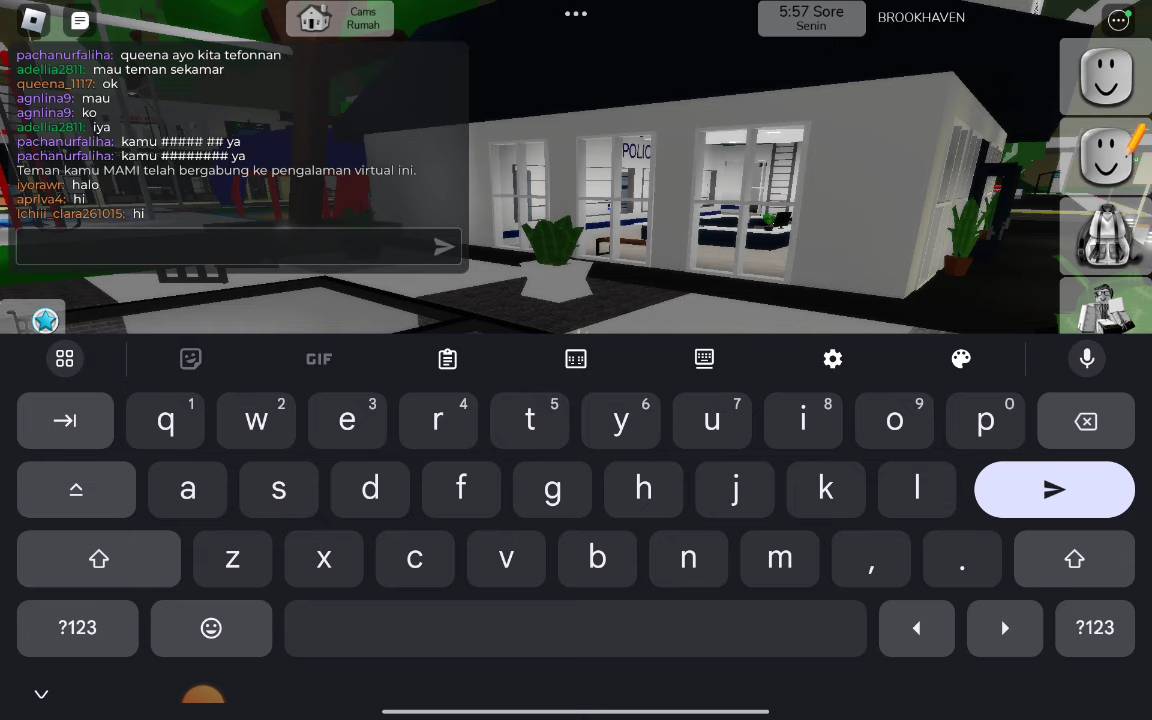 Cams
Rumah
5:57 Sore
Senin
BROOKHAVEN
pachanurfaliha: queena ayo kita tefonnan
adellia2811: mau teman sekamar
queena_1117: ok
agnlina9: mau
agnlina9: ko
adellia2811: iya
pachanurfaliha: kamu ##### ## ya
pachanurfaliha: kamu ######## ya
Teman kamu MAMI telah bergabung ke pengalaman virtual ini.
iyorawr: halo
aprlva4: hi
Ichiii_clara261015: hi
POLIC
GIF
q1 w2 e3 r4 t5 y6 u7 i8 o9 p0
a s d f g h j k l
z x c v b n m , .
?123 ?123